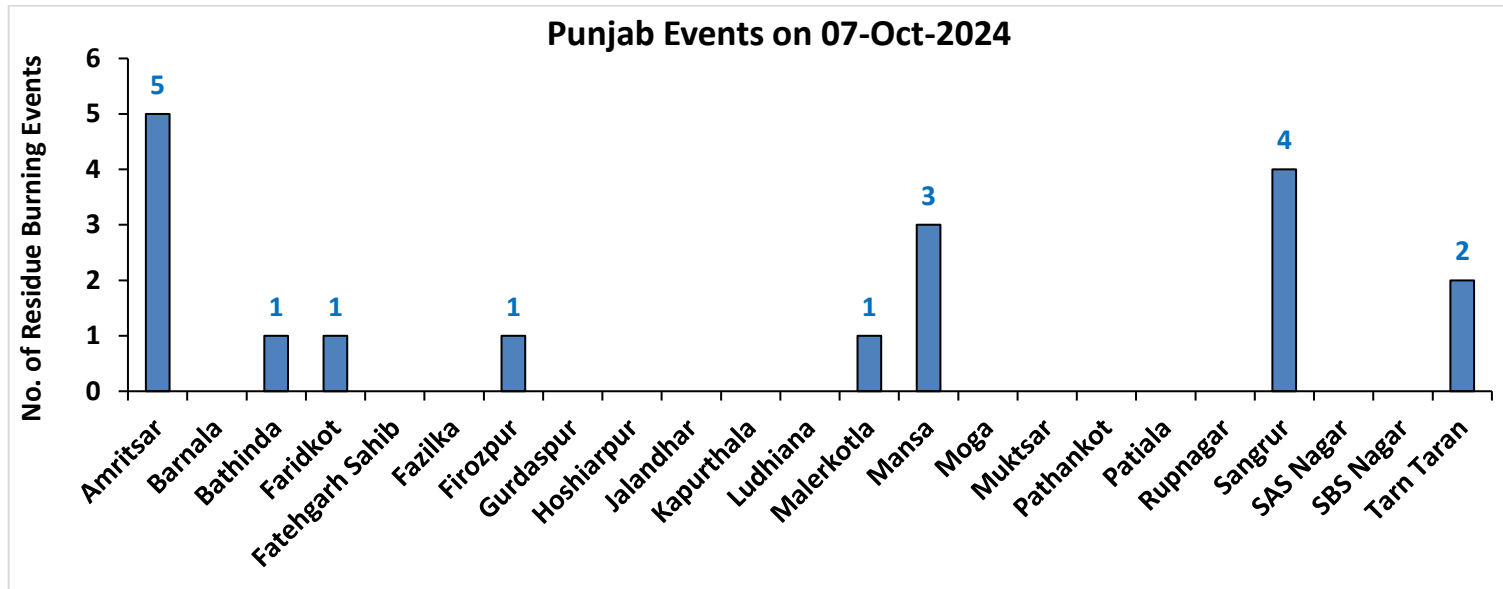 Punjab Events on 07-Oct-2024
No. of Residue Burning Events
6
5
4
3
2
1
0
5
1
1
1
1
3
4
2
Amritsar
Barnala
Bathinda
Faridkot
Fatehgarh Sahib
Fazilka
Firozpur
Gurdaspur
Hoshiarpur
Jalandhar
Kapurthala
Ludhiana
Malerkotla
Mansa
Moga
Muktsar
Pathankot
Patiala
Rupnagar
Sangrur
SAS Nagar
SBS Nagar
Tarn Taran